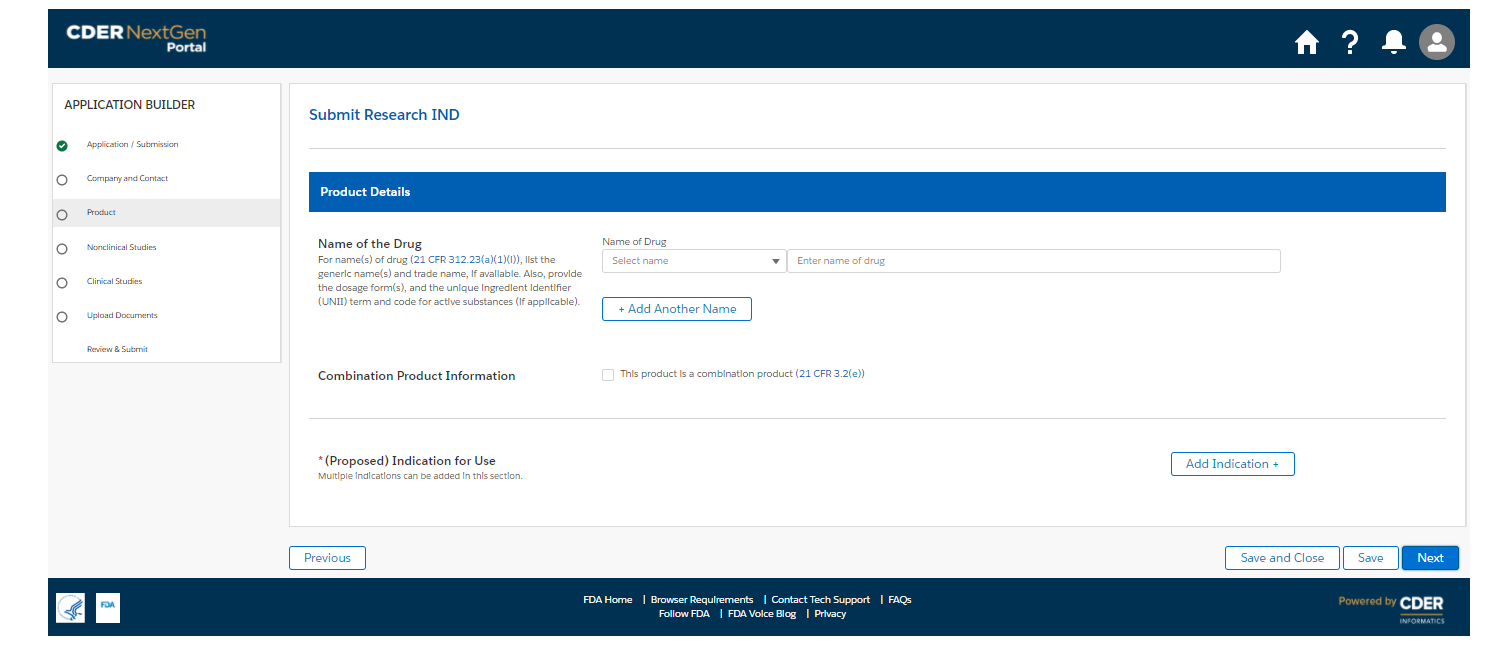 CDER NextGen
Portal
APPLICATION BUILDER
Application / Submission
Company and Contact
Product
Nonclinical Studies
Clinical Studies
Upload Documents
Review & Submit
Submit Research IND
Product Details
Name of the Drug
For name(s) of drug (21 CFR 312.23(a)(1)(i)), list the
generic name(s) and trade name, if available. Also, provide
the dosage form(s), and the unique ingredient identifier
(UNII) term and code for active substances (if applicable).
Name of Drug
Select name
Enter name of drug
+ Add Another Name
Combination Product Information
This product is a combination product (21 CFR 3.2(e))
*(Proposed) Indication for Use
Multiple indications can be added in this section.
Add Indication +
Previous
Save and Close
Save
Next
FDA
FDA Home | Browser Requirements | Contact Tech Support | FAQs
Follow FDA | FDA Voice Blog | Privacy
Powered by CDER
INFORMATICS